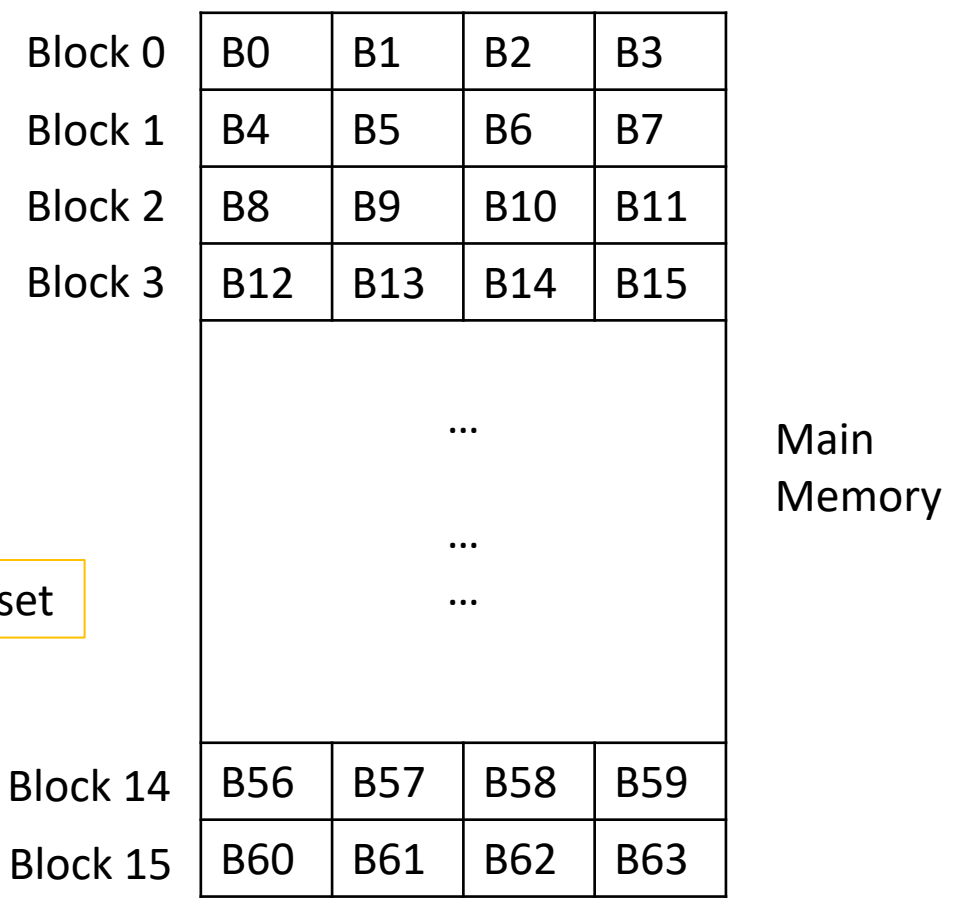 Block 0 B0 B1 B2 B3
Block 1 B4 B5 B6 B7
Block 2 B8 B9 B10 B11
Block 3 B12 B13 B14 B15
...
Main
Memory
...
...
set
Block 14 B56 B57 B58 B59
Block 15 B60 B61 B62 B63